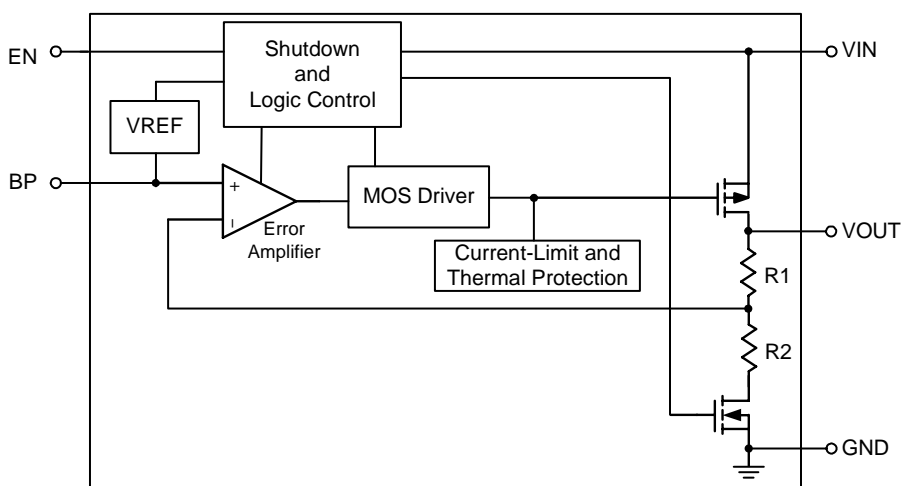 EN
Shutdown
and
Logic Control
VIN
VREF
BP
+
−
Error
Amplifier
MOS Driver
VOUT
Current-Limit and
Thermal Protection
R1
R2
GND